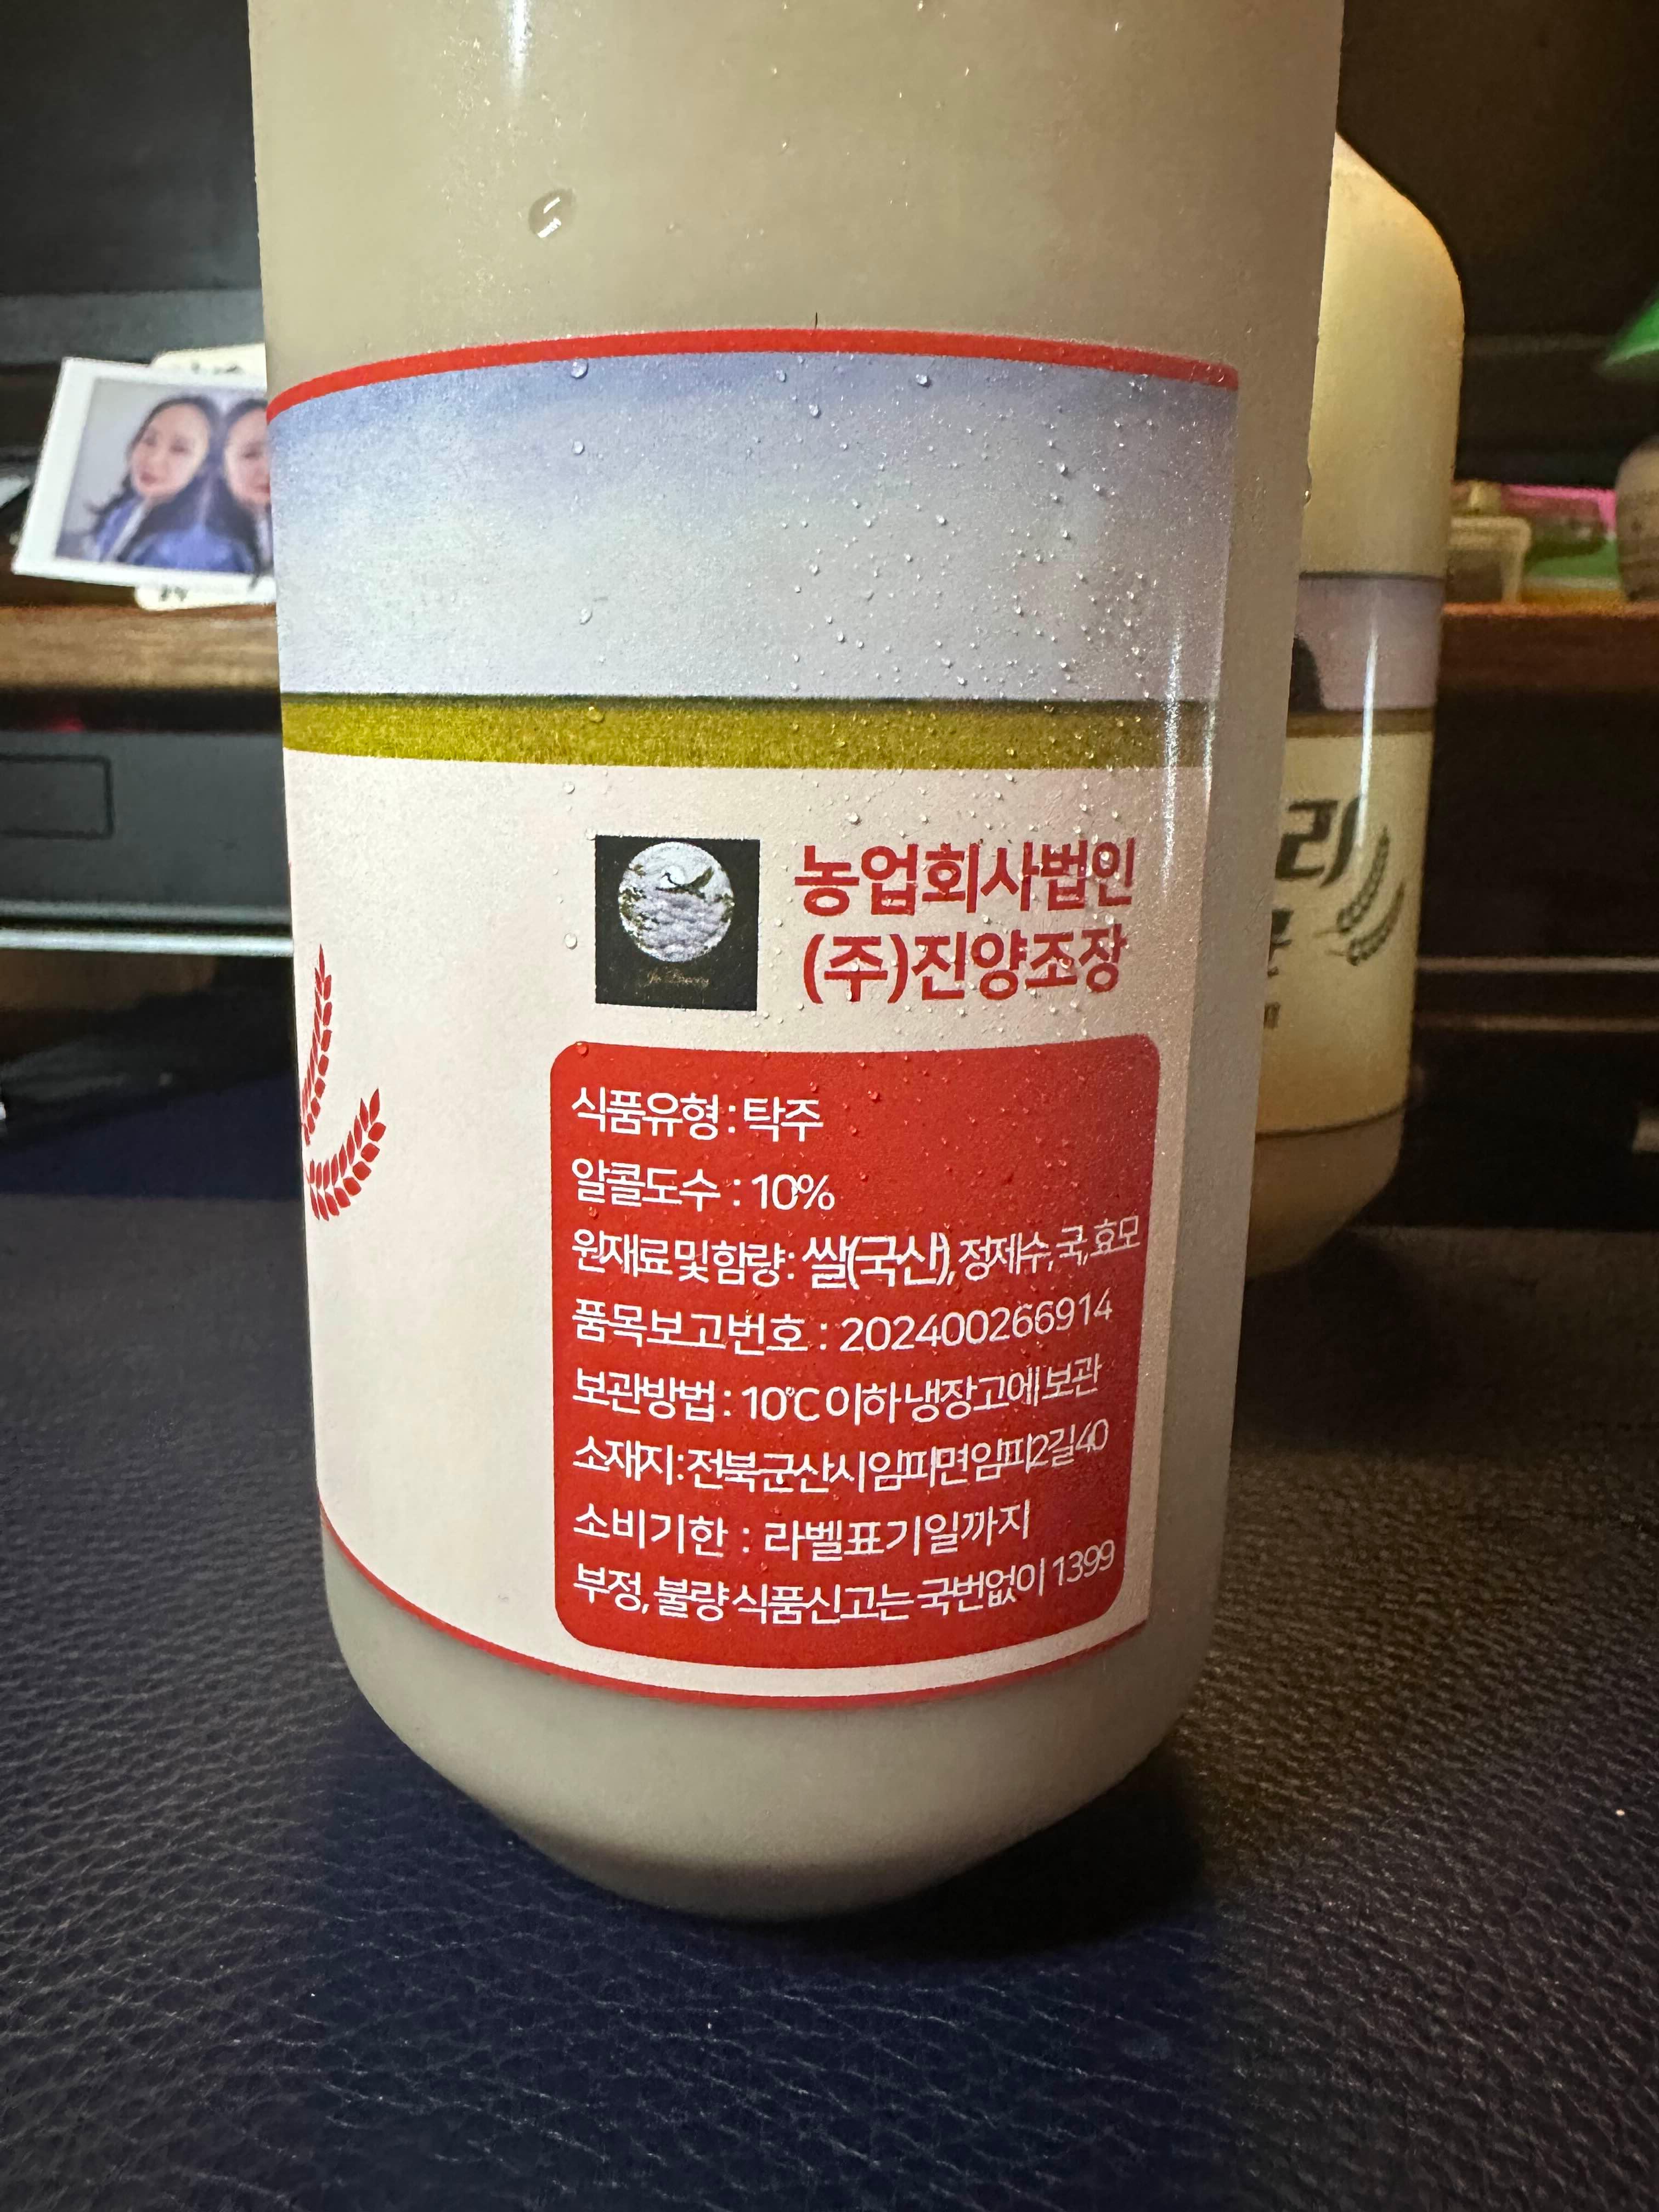 농업회사법인
(주)진양조장
식품유형 : 탁주
알콜도수 : 10%
원재료 및 함량 : 쌀(국산), 정제수, 국, 효모
품목보고번호 : 202400266914
보관방법 : 10℃ 이하 냉장고에 보관
소재지 : 전북 군산시 임피면 임피2길 40
소비기한 : 라벨표기일까지
부정, 불량 식품신고는 국번없이 1399
리